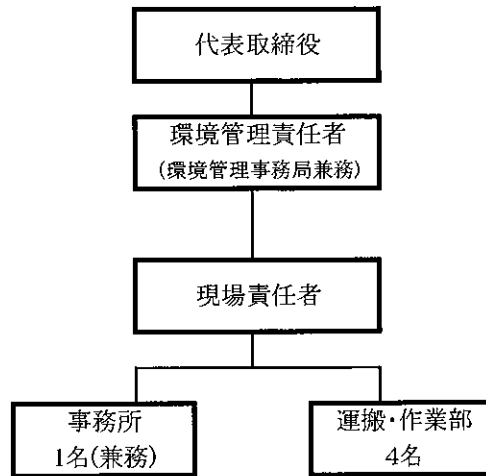 代表取締役
環境管理責任者
(環境管理事務局兼務)
現場責任者
事務所
1名(兼務)
運搬・作業部
4名